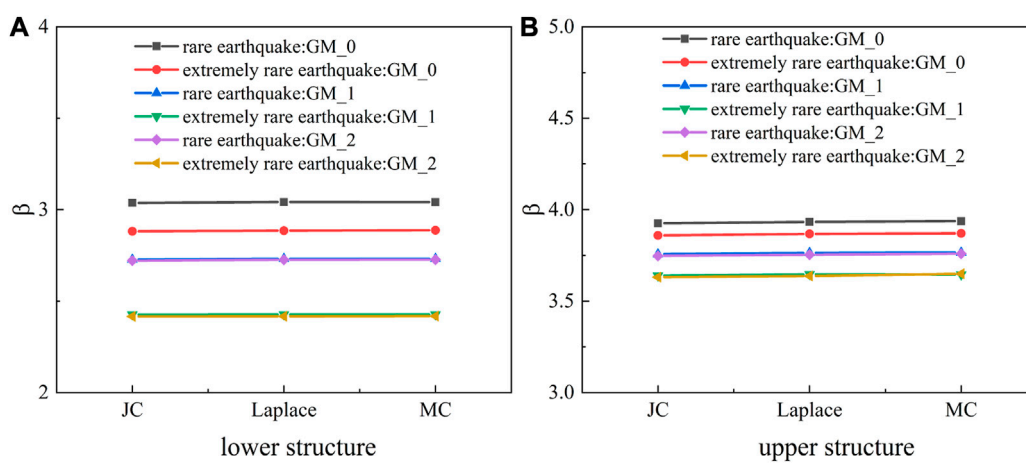 A
4
rare earthquake:GM_0
extremely rare earthquake:GM_0
rare earthquake:GM_1
extremely rare earthquake:GM_1
rare earthquake:GM_2
extremely rare earthquake:GM_2
β
3
2
JC Laplace MC
lower structure
B
5.0
rare earthquake:GM_0
extremely rare earthquake:GM_0
rare earthquake:GM_1
extremely rare earthquake:GM_1
rare earthquake:GM_2
extremely rare earthquake:GM_2
4.5
β
4.0
3.5
3.0
JC Laplace MC
upper structure